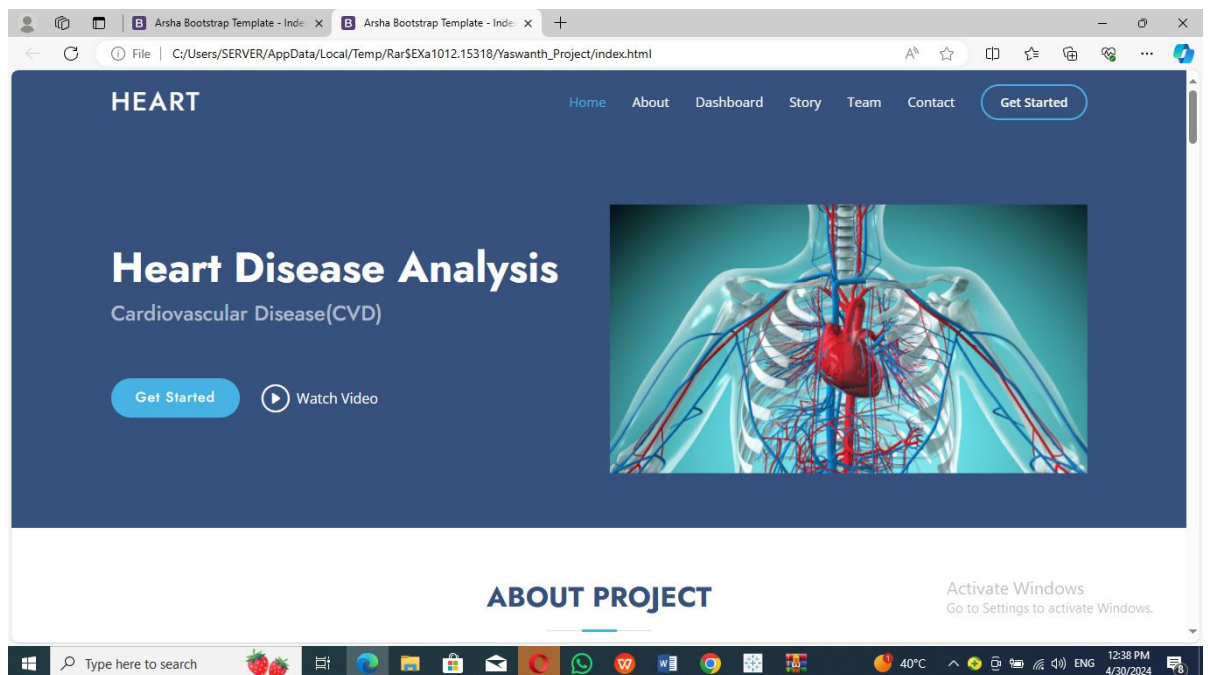 Arsha Bootstrap Template - Inde
Arsha Bootstrap Template - Inde
File | C:/Users/SERVER/AppData/Local/Temp/Rar$EXa1012.15318/Yaswanth_Project/index.html
HEART
Home About Dashboard Story Team Contact Get Started
Heart Disease Analysis
Cardiovascular Disease(CVD)
Get Started Watch Video
ABOUT PROJECT
Activate Windows
Go to Settings to activate Windows.
Type here to search
40°C ENG
12:38 PM
4/30/2024
8